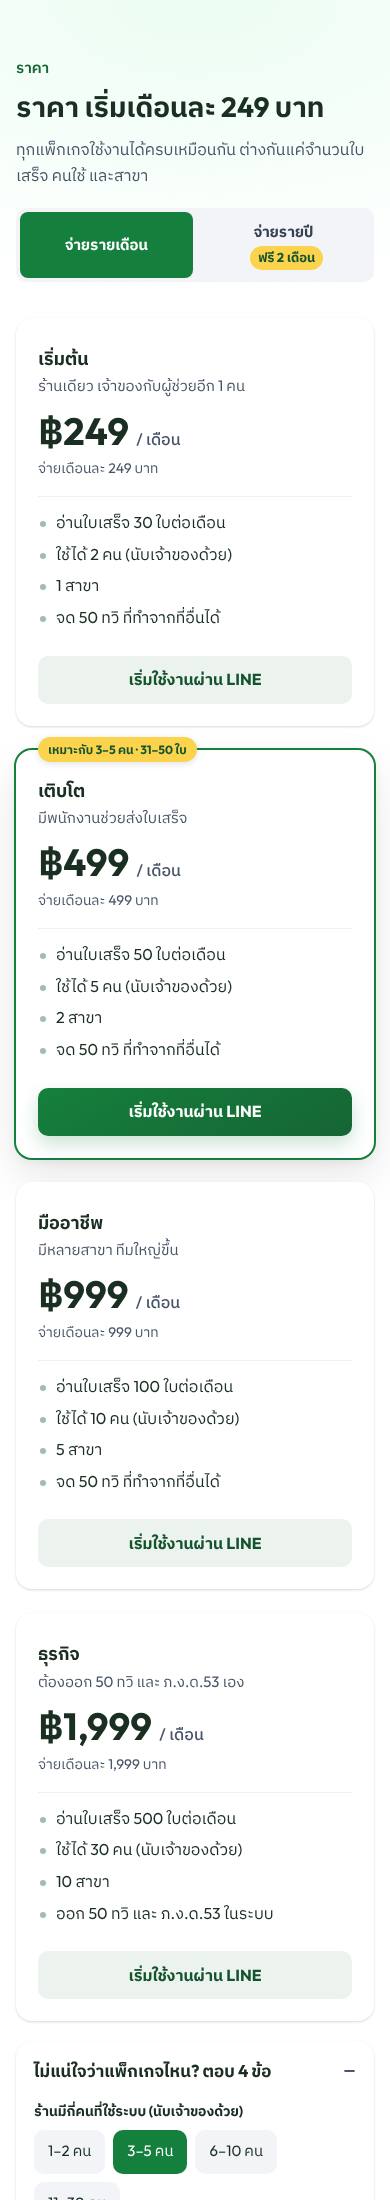 ราคา
ราคา เริ่มเดือนละ 249 บาท
ทุกแพ็กเกจใช้งานได้ครบเหมือนกัน ต่างกันแค่จำนวนใบ
เสร็จ คนใช้ และสาขา
จ่ายรายเดือน
จ่ายรายปี
ฟรี 2 เดือน
เริ่มต้น
ร้านเดียว เจ้าของกับผู้ช่วยอีก 1 คน
฿249 / เดือน
จ่ายเดือนละ 249 บาท
อ่านใบเสร็จ 30 ใบต่อเดือน
ใช้ได้ 2 คน (นับเจ้าของด้วย)
1 สาขา
จด 50 ทวิ ที่ทำจากที่อื่นได้
เริ่มใช้งานผ่าน LINE
เหมาะกับ 3–5 คน · 31–50 ใบ
เติบโต
มีพนักงานช่วยส่งใบเสร็จ
฿499 / เดือน
จ่ายเดือนละ 499 บาท
อ่านใบเสร็จ 50 ใบต่อเดือน
ใช้ได้ 5 คน (นับเจ้าของด้วย)
2 สาขา
จด 50 ทวิ ที่ทำจากที่อื่นได้
เริ่มใช้งานผ่าน LINE
มืออาชีพ
มีหลายสาขา ทีมใหญ่ขึ้น
฿999 / เดือน
จ่ายเดือนละ 999 บาท
อ่านใบเสร็จ 100 ใบต่อเดือน
ใช้ได้ 10 คน (นับเจ้าของด้วย)
5 สาขา
จด 50 ทวิ ที่ทำจากที่อื่นได้
เริ่มใช้งานผ่าน LINE
ธุรกิจ
ต้องออก 50 ทวิ และ ภ.ง.ด.53 เอง
฿1,999 / เดือน
จ่ายเดือนละ 1,999 บาท
อ่านใบเสร็จ 500 ใบต่อเดือน
ใช้ได้ 30 คน (นับเจ้าของด้วย)
10 สาขา
ออก 50 ทวิ และ ภ.ง.ด.53 ในระบบ
เริ่มใช้งานผ่าน LINE
ไม่แน่ใจว่าแพ็กเกจไหน? ตอบ 4 ข้อ
ร้านมีกี่คนที่ใช้ระบบ (นับเจ้าของด้วย)
1–2 คน
3–5 คน
6–10 คน